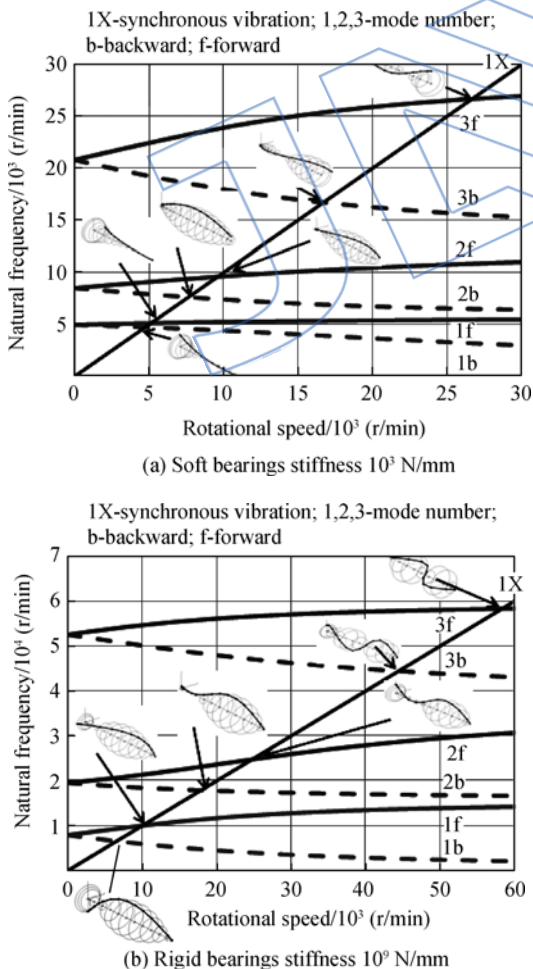 1X-synchronous vibration; 1,2,3-mode number;
b-backward; f-forward
Natural frequency/10³ (r/min)
30
25
20
15
10
5
0
1X
3f
3b
2f
2b
1f
1b
0
5
10
15
20
25
30
Rotational speed/10³ (r/min)
(a) Soft bearings stiffness 10³ N/mm
1X-synchronous vibration; 1,2,3-mode number;
b-backward; f-forward
Natural frequency/10⁴ (r/min)
7
6
5
4
3
2
1
1X
3f
3b
2f
2b
1f
1b
0
10
20
30
40
50
60
Rotational speed/10³ (r/min)
(b) Rigid bearings stiffness 10⁹ N/mm